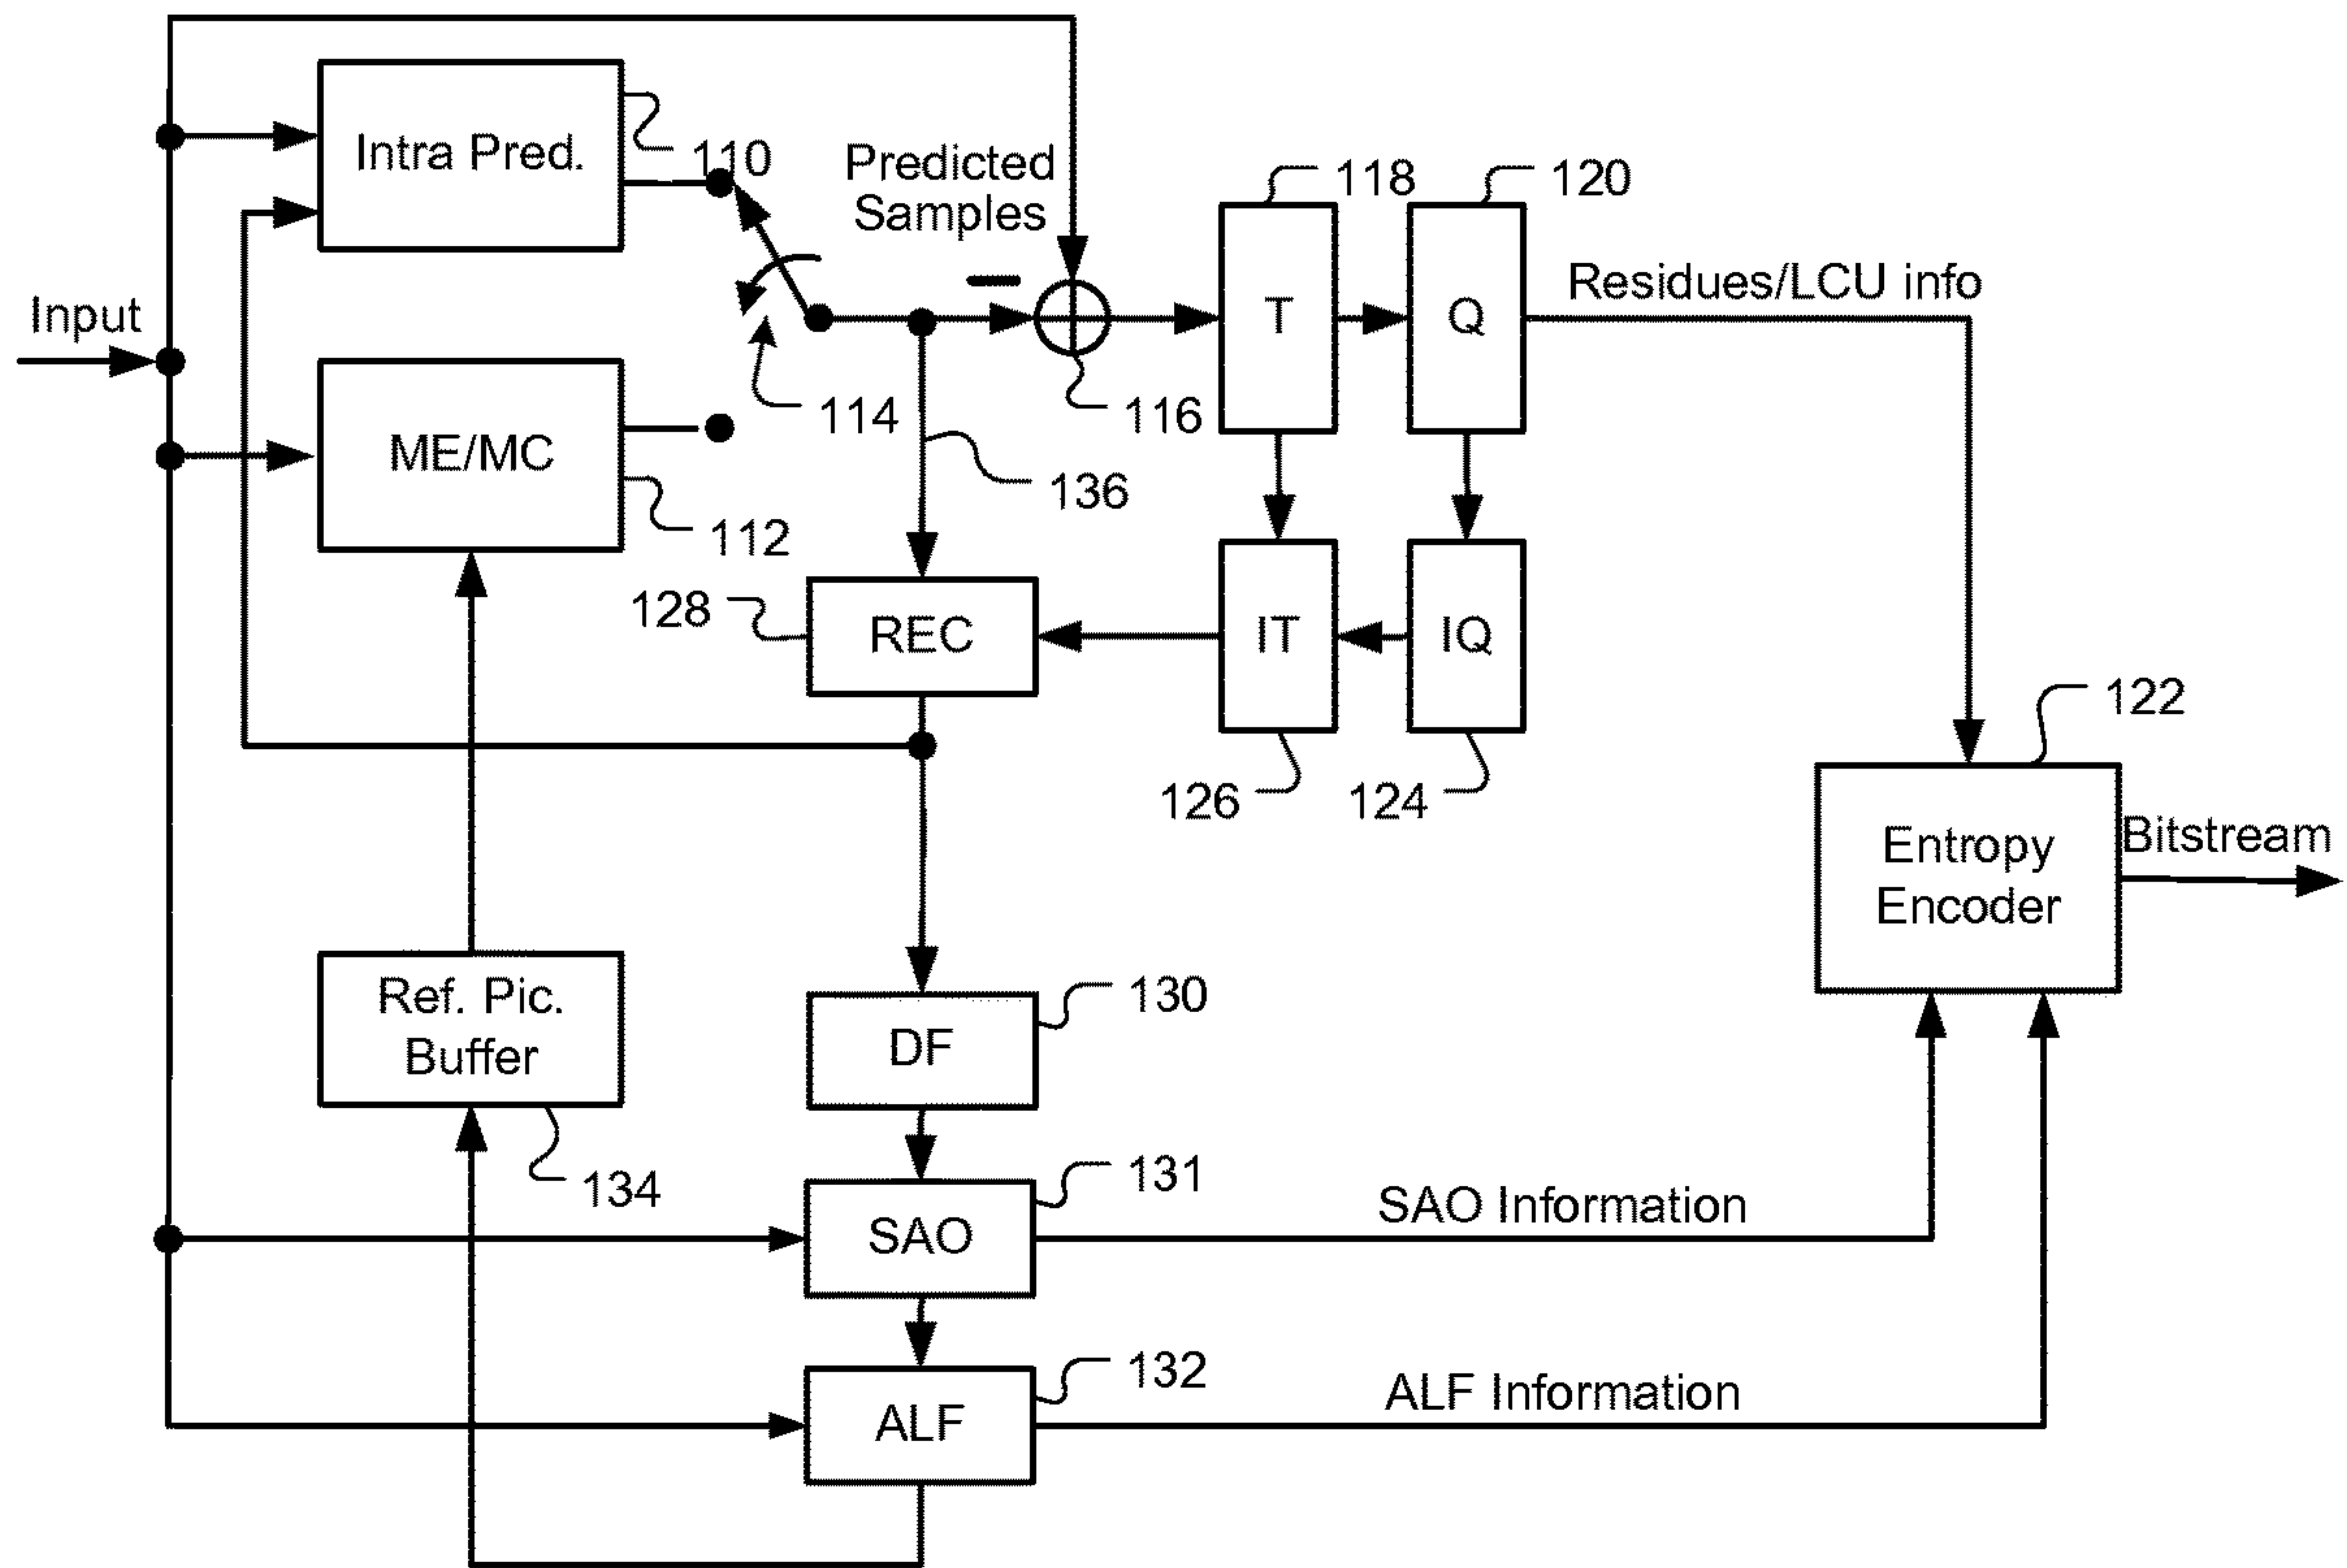 Intra Pred.
110
Predicted
Samples
118
120
Residues/LCU info
Input
T
Q
114
116
ME/MC
112
136
128
REC
IT
IQ
122
126
124
Entropy
Encoder
Bitstream
Ref. Pic.
Buffer
130
DF
134
131
SAO
SAO Information
132
ALF
ALF Information